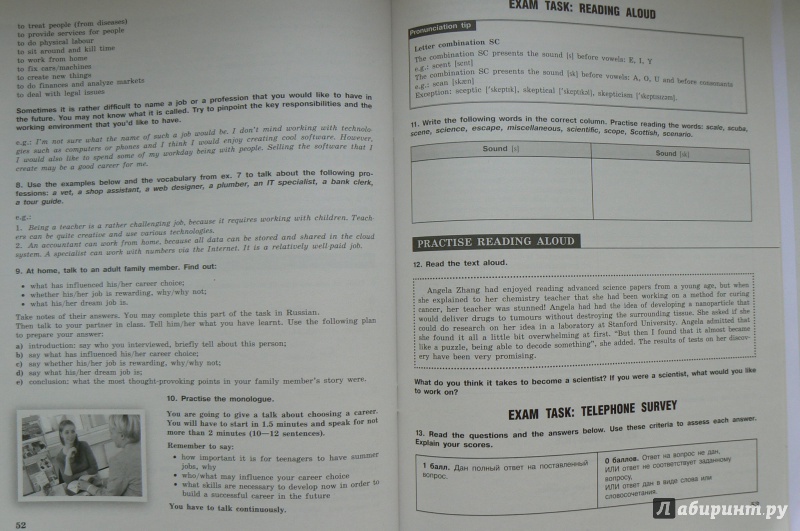 to treat people (from diseases)
to provide services for people
to do physical labour
to sit around and kill time
to work from home
to fix cars/machines
to create new things
to do finances and analyze markets
to deal with legal issues
Sometimes it is rather difficult to name a job or a profession that you would like to have in
the future. You may not know what it is called. Try to pinpoint the key responsibilities and the
working environment that you'd like to have.
e.g.: I'm not sure what the name of such a job would be. I don't mind working with technolo-
gies such as computers or phones and I think I would enjoy creating cool software. However,
I would also like to spend some of my workday being with people. Selling the software that I
create may be a good career for me.
8. Use the examples below and the vocabulary from ex. 7 to talk about the following pro-
fessions: a vet, a shop assistant, a web designer, a plumber, an IT specialist, a bank clerk,
a tour guide.
e.g.:
1. Being a teacher is a rather challenging job, because it requires working with children. Teach-
ers can be quite creative and use various technologies.
2. An accountant can work from home, because all data can be stored and shared in the cloud
system. A specialist can work with numbers via the Internet. It is a relatively well-paid job.
9. At home, talk to an adult family member. Find out:
• what has influenced his/her career choice;
• whether his/her job is rewarding, why/why not;
• what his/her dream job is.
Take notes of their answers. You may complete this part of the task in Russian.
Then talk to your partner in class. Tell him/her what you have learnt. Use the following plan
to prepare your answer:
a) introduction: say who you interviewed, briefly tell about this person;
b) say what has influenced his/her career choice;
c) say whether his/her job is rewarding, why/why not;
d) say what his/her dream job is;
e) conclusion: what the most thought-provoking points in your family member's story were.
10. Practise the monologue.
You are going to give a talk about choosing a career.
You will have to start in 1.5 minutes and speak for not
more than 2 minutes (10—12 sentences).
Remember to say:
• how important it is for teenagers to have summer
jobs, why
• who/what may influence your career choice
• what skills are necessary to develop now in order to
build a successful career in the future
You have to talk continuously.
52
EXAM TASK: READING ALOUD
Pronunciation tip
Letter combination SC
The combination SC presents the sound [s] before vowels: E, I, Y
e.g.: scent [sent]
The combination SC presents the sound [sk] before vowels: A, O, U and before consonants
e.g.: scan [skæn]
Exception: sceptic ['skeptɪk], skeptical ['skeptɪkəl], skepticism ['skeptɪsɪzm].
11. Write the following words in the correct column. Practise reading the words: scale, scuba,
scene, science, escape, miscellaneous, scientific, scope, Scottish, scenario.
Sound [s]
Sound [sk]
PRACTISE READING ALOUD
12. Read the text aloud.
Angela Zhang had enjoyed reading advanced science papers from a young age, but when
she explained to her chemistry teacher that she had been working on a method for curing
cancer, her teacher was stunned! Angela had had the idea of developing a nanoparticle that
would deliver drugs to tumours without destroying the surrounding tissue. She asked if she
could do research on her idea in a laboratory at Stanford University. Angela admitted that
she found it all a little bit overwhelming at first. "But then I found that it almost became
like a puzzle, being able to decode something", she added. The results of tests on her discov-
ery have been very promising.
What do you think it takes to become a scientist? If you were a scientist, what would you like
to work on?
EXAM TASK: TELEPHONE SURVEY
13. Read the questions and the answers below. Use these criteria to assess each answer.
Explain your scores.
1 балл. Дан полный ответ на поставленный
вопрос.
0 баллов. Ответ на вопрос не дан,
ИЛИ ответ не соответствует заданному
вопросу,
ИЛИ ответ дан в виде слова или
словосочетания.
53
Лабиринт.ру